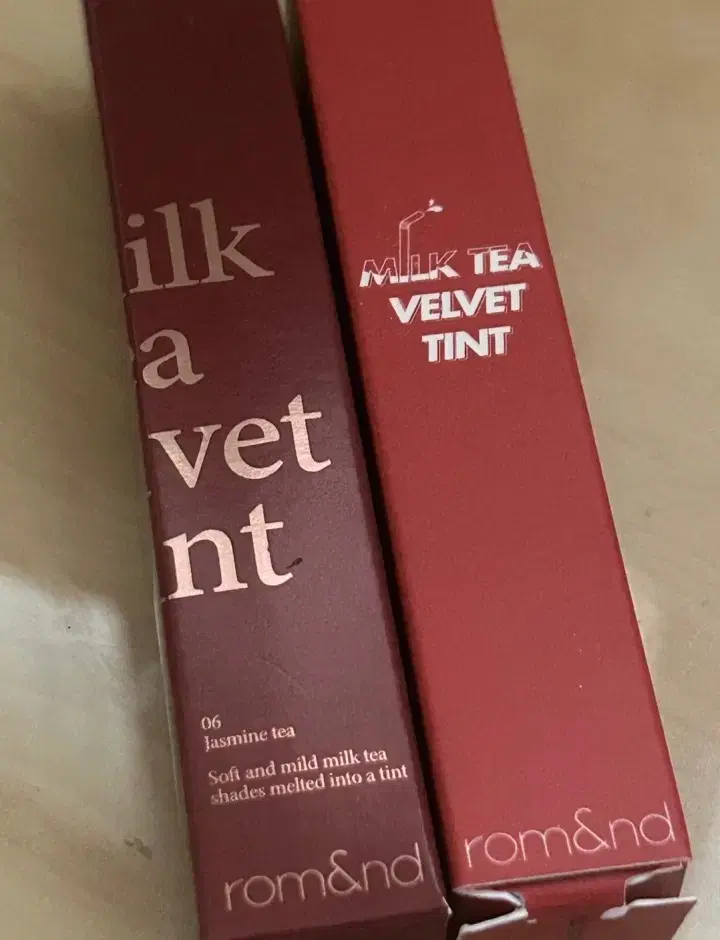 ilk
a
vet
nt
06
Jasmine tea
Soft and mild milk tea
shades melted into a tint
rom&nd
MILK TEA
VELVET
TINT
rom&nd